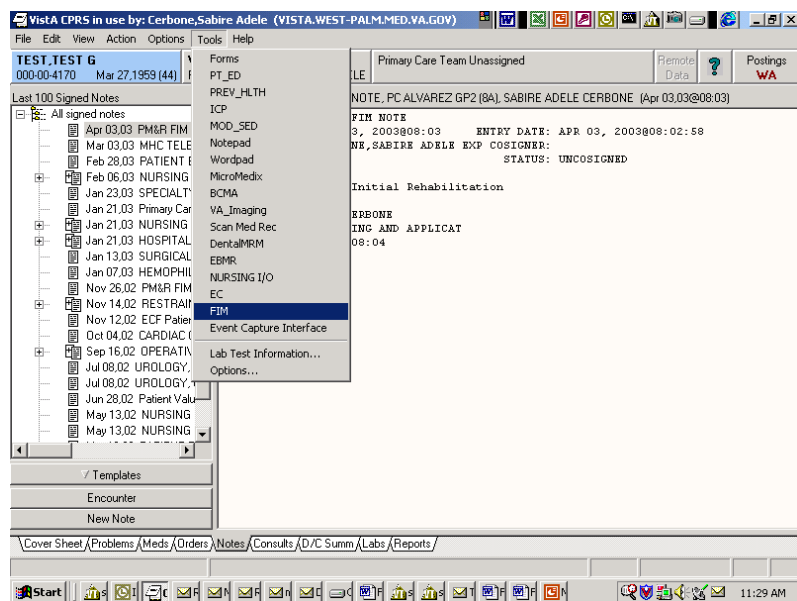 VistA CPRS in use by: Cerbone,Sabire Adele (VISTA.WEST-PALM.MED.VA.GOV)
File Edit View Action Options Tools Help
TEST,TEST G
000-00-4170 Mar 27,1959 (44)
Primary Care Team Unassigned
Remote Data
Postings
WA
Last 100 Signed Notes
NOTE, PC ALVAREZ GP2 (8A), SABIRE ADELE CERBONE (Apr 03,03@08:03)
All signed notes
Apr 03,03 PM&R FIM
Mar 03,03 MHC TELE
Feb 28,03 PATIENT
Feb 06,03 NURSING
Jan 23,03 SPECIALT
Jan 21,03 Primary Car
Jan 21,03 NURSING
Jan 21,03 HOSPITAL
Jan 13,03 SURGICAL
Jan 07,03 HEMOPHIL
Nov 26,02 PM&R FIM
Nov 14,02 RESTRAI
Nov 12,02 ECF Patier
Oct 04,02 CARDIAC
Sep 16,02 OPERATI
Jul 08,02 UROLOGY,
Jul 08,02 UROLOGY,
Jun 28,02 Patient Valu
May 13,02 NURSING
May 13,02 NURSING
Forms
PT_ED
PREV_HLTH
ICP
MOD_SED
Notepad
Wordpad
MicroMedix
BCMA
VA_Imaging
Scan Med Rec
DentalMRM
EBMR
NURSING I/O
EC
FIM
Event Capture Interface
Lab Test Information...
Options...
FIM NOTE
3, 2003@08:03 ENTRY DATE: APR 03, 2003@08:02:58
NE,SABIRE ADELE EXP COSIGNER:
STATUS: UNCOSIGNED
Initial Rehabilitation
ERBONE
ING AND APPLICAT
08:04
Templates
Encounter
New Note
Cover Sheet Problems Meds Orders Notes Consults D/C Summ Labs Reports
Start
11:29 AM